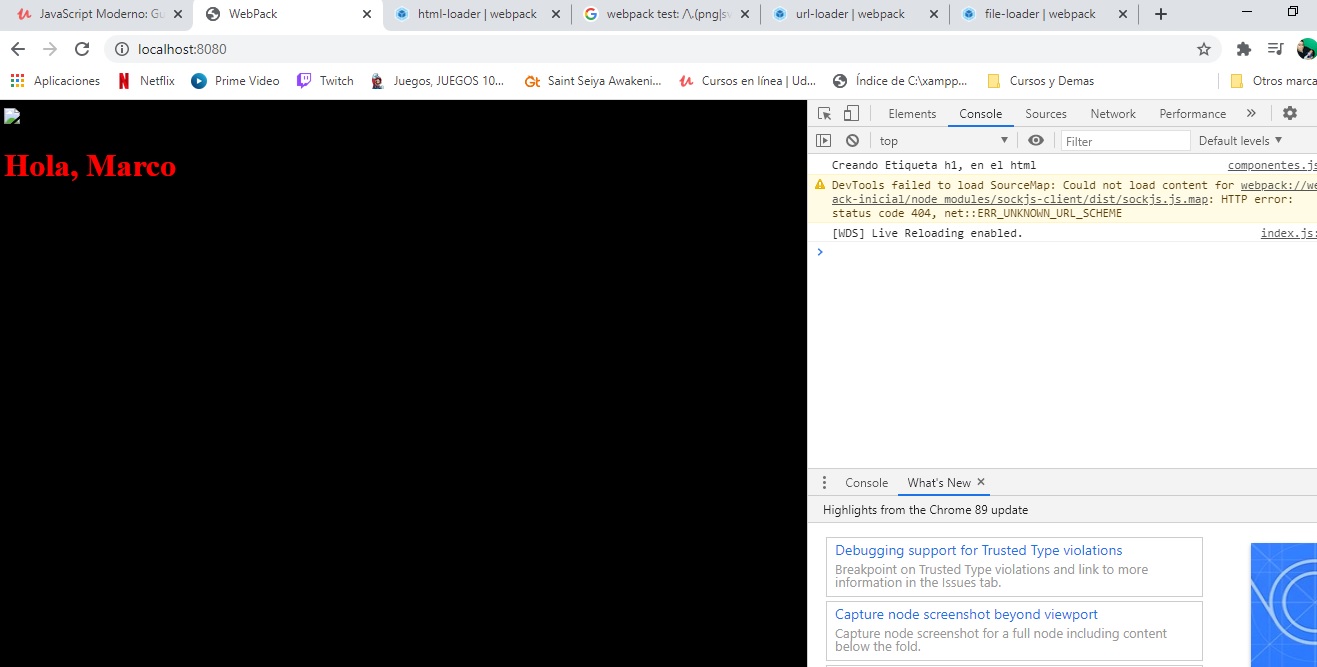 JavaScript Moderno: Gu
WebPack
html-loader | webpack
webpack test: /\.(png|sv
url-loader | webpack
file-loader | webpack
localhost:8080
Aplicaciones
Netflix
Prime Video
Twitch
Juegos, JUEGOS 10...
Saint Seiya Awakeni...
Cursos en línea | Ud...
Índice de C:\xampp...
Cursos y Demas
Otros marca
Hola, Marco
Elements
Console
Sources
Network
Performance
top
Filter
Default levels
Creando Etiqueta h1, en el html
componentes.js
DevTools failed to load SourceMap: Could not load content for webpack://we
ack-inicial/node_modules/sockjs-client/dist/sockjs.js.map: HTTP error:
status code 404, net::ERR_UNKNOWN_URL_SCHEME
[WDS] Live Reloading enabled.
index.js:
Console
What's New
Highlights from the Chrome 89 update
Debugging support for Trusted Type violations
Breakpoint on Trusted Type violations and link to more
information in the Issues tab.
Capture node screenshot beyond viewport
Capture node screenshot for a full node including content
below the fold.